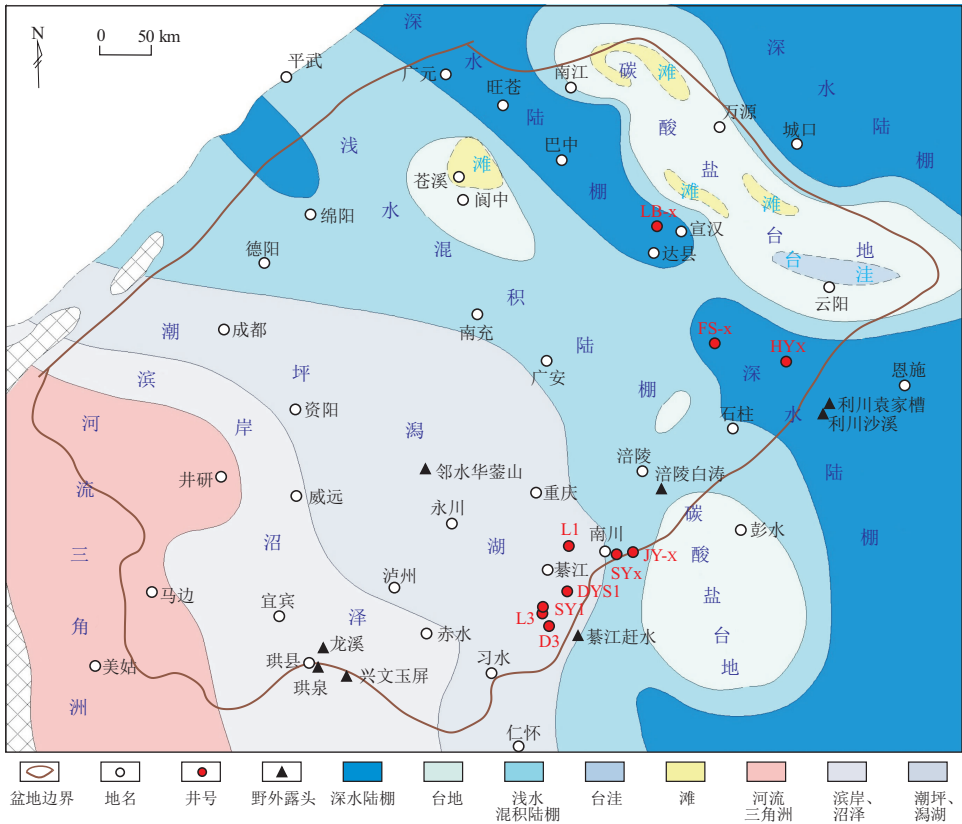 N
0 50 km
平武
广元
旺苍
南江
万源
城口
巴中
苍溪
阆中
绵阳
德阳
LB-x
宣汉
达县
云阳
成都
南充
广安
FS-x
HYx
恩施
利川袁家槽
利川沙溪
石柱
资阳
井研
威远
邻水华蓥山
永川
重庆
涪陵
涪陵白涛
彭水
L1
南川
SYx
JY-x
綦江
DYS1
SY1
L3
D3
綦江赶水
泸州
宜宾
马边
美姑
赤水
习水
龙溪
珙县
珙泉
兴文玉屏
仁怀
深水陆棚
深水陆棚
浅水混积陆棚
碳酸盐台地
滩
滩
滩
滩
台洼
深水陆棚
碳酸盐台地
潮坪潟湖
滨岸沼泽
河流三角洲
盆地边界
地名
井号
野外露头
深水陆棚
台地
浅水
混积陆棚
台洼
滩
河流
三角洲
滨岸、
沼泽
潮坪、
潟湖